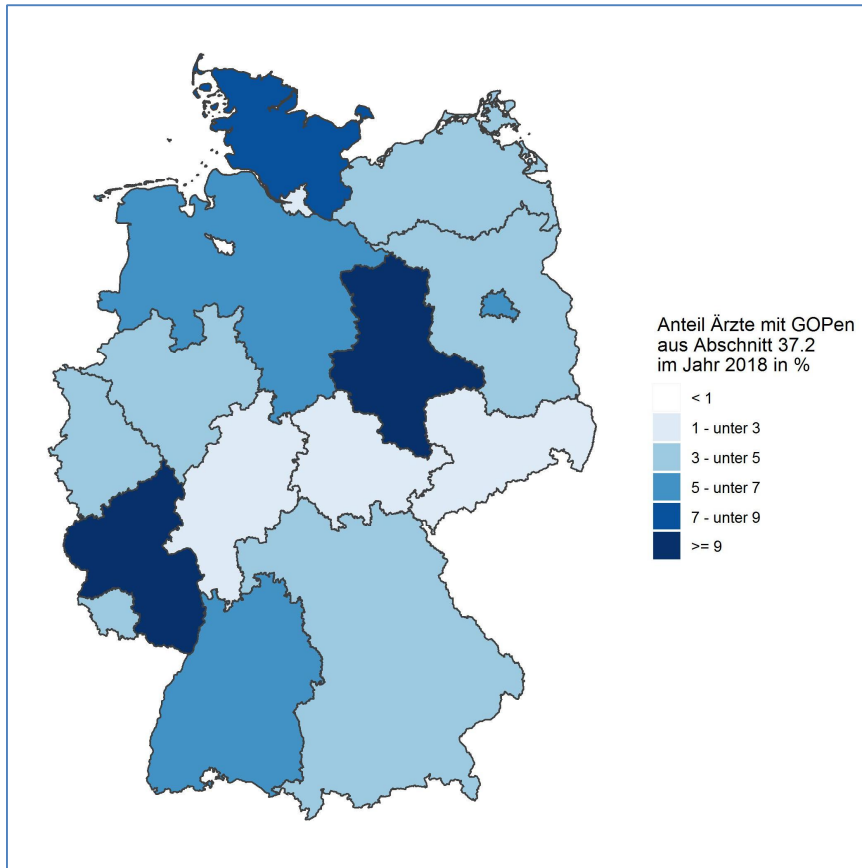 Anteil Ärzte mit GOPen
aus Abschnitt 37.2
im Jahr 2018 in %
< 1
1 - unter 3
3 - unter 5
5 - unter 7
7 - unter 9
>= 9